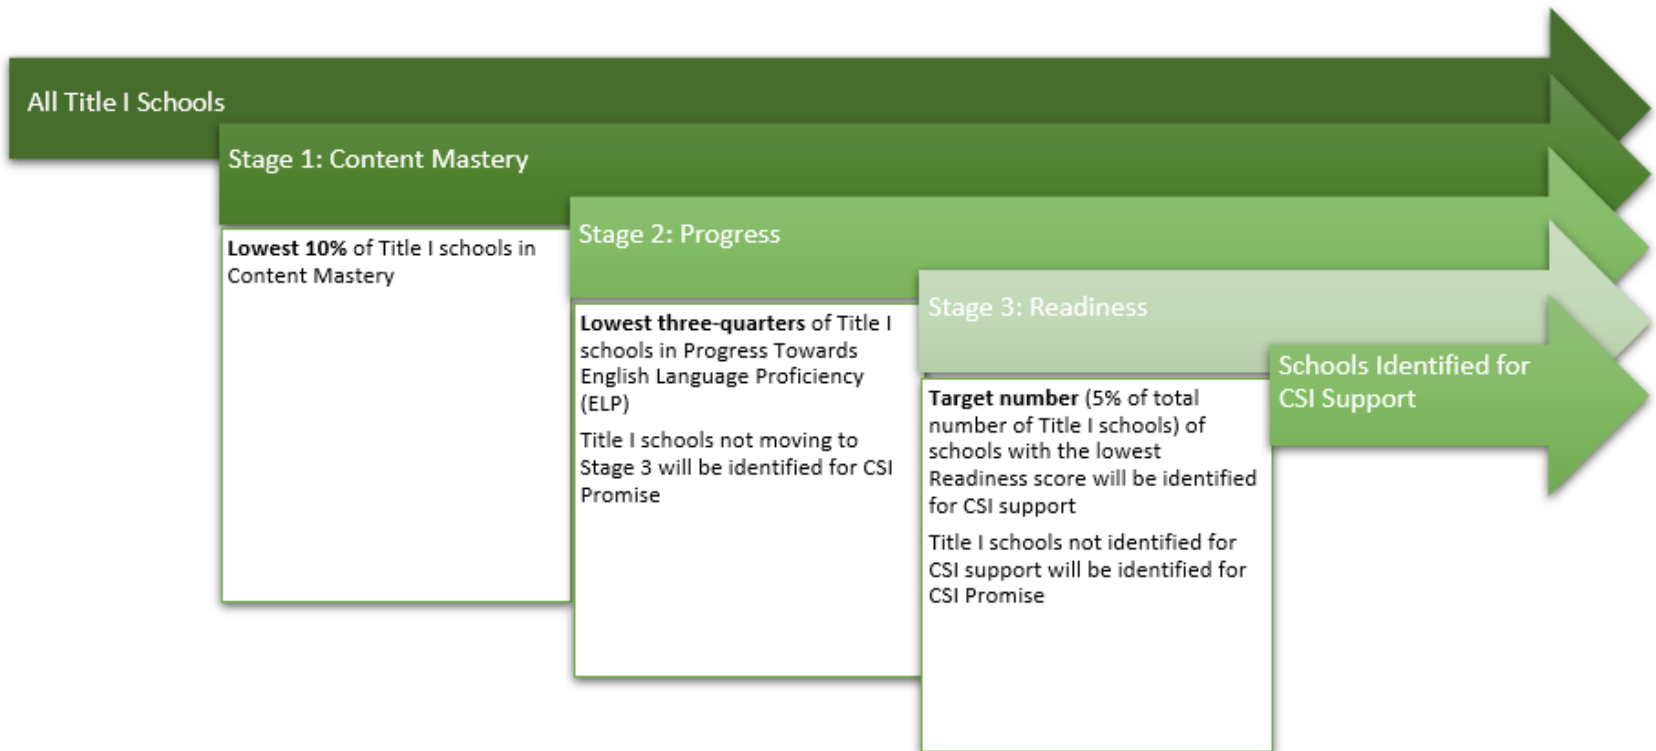 All Title I Schools
Stage 1: Content Mastery
Lowest 10% of Title I schools in
Content Mastery
Stage 2: Progress
Lowest three-quarters of Title I
schools in Progress Towards
English Language Proficiency
(ELP)
Title I schools not moving to
Stage 3 will be identified for CSI
Promise
Stage 3: Readiness
Target number (5% of total
number of Title I schools) of
schools with the lowest
Readiness score will be identified
for CSI support
Title I schools not identified for
CSI support will be identified for
CSI Promise
Schools Identified for
CSI Support